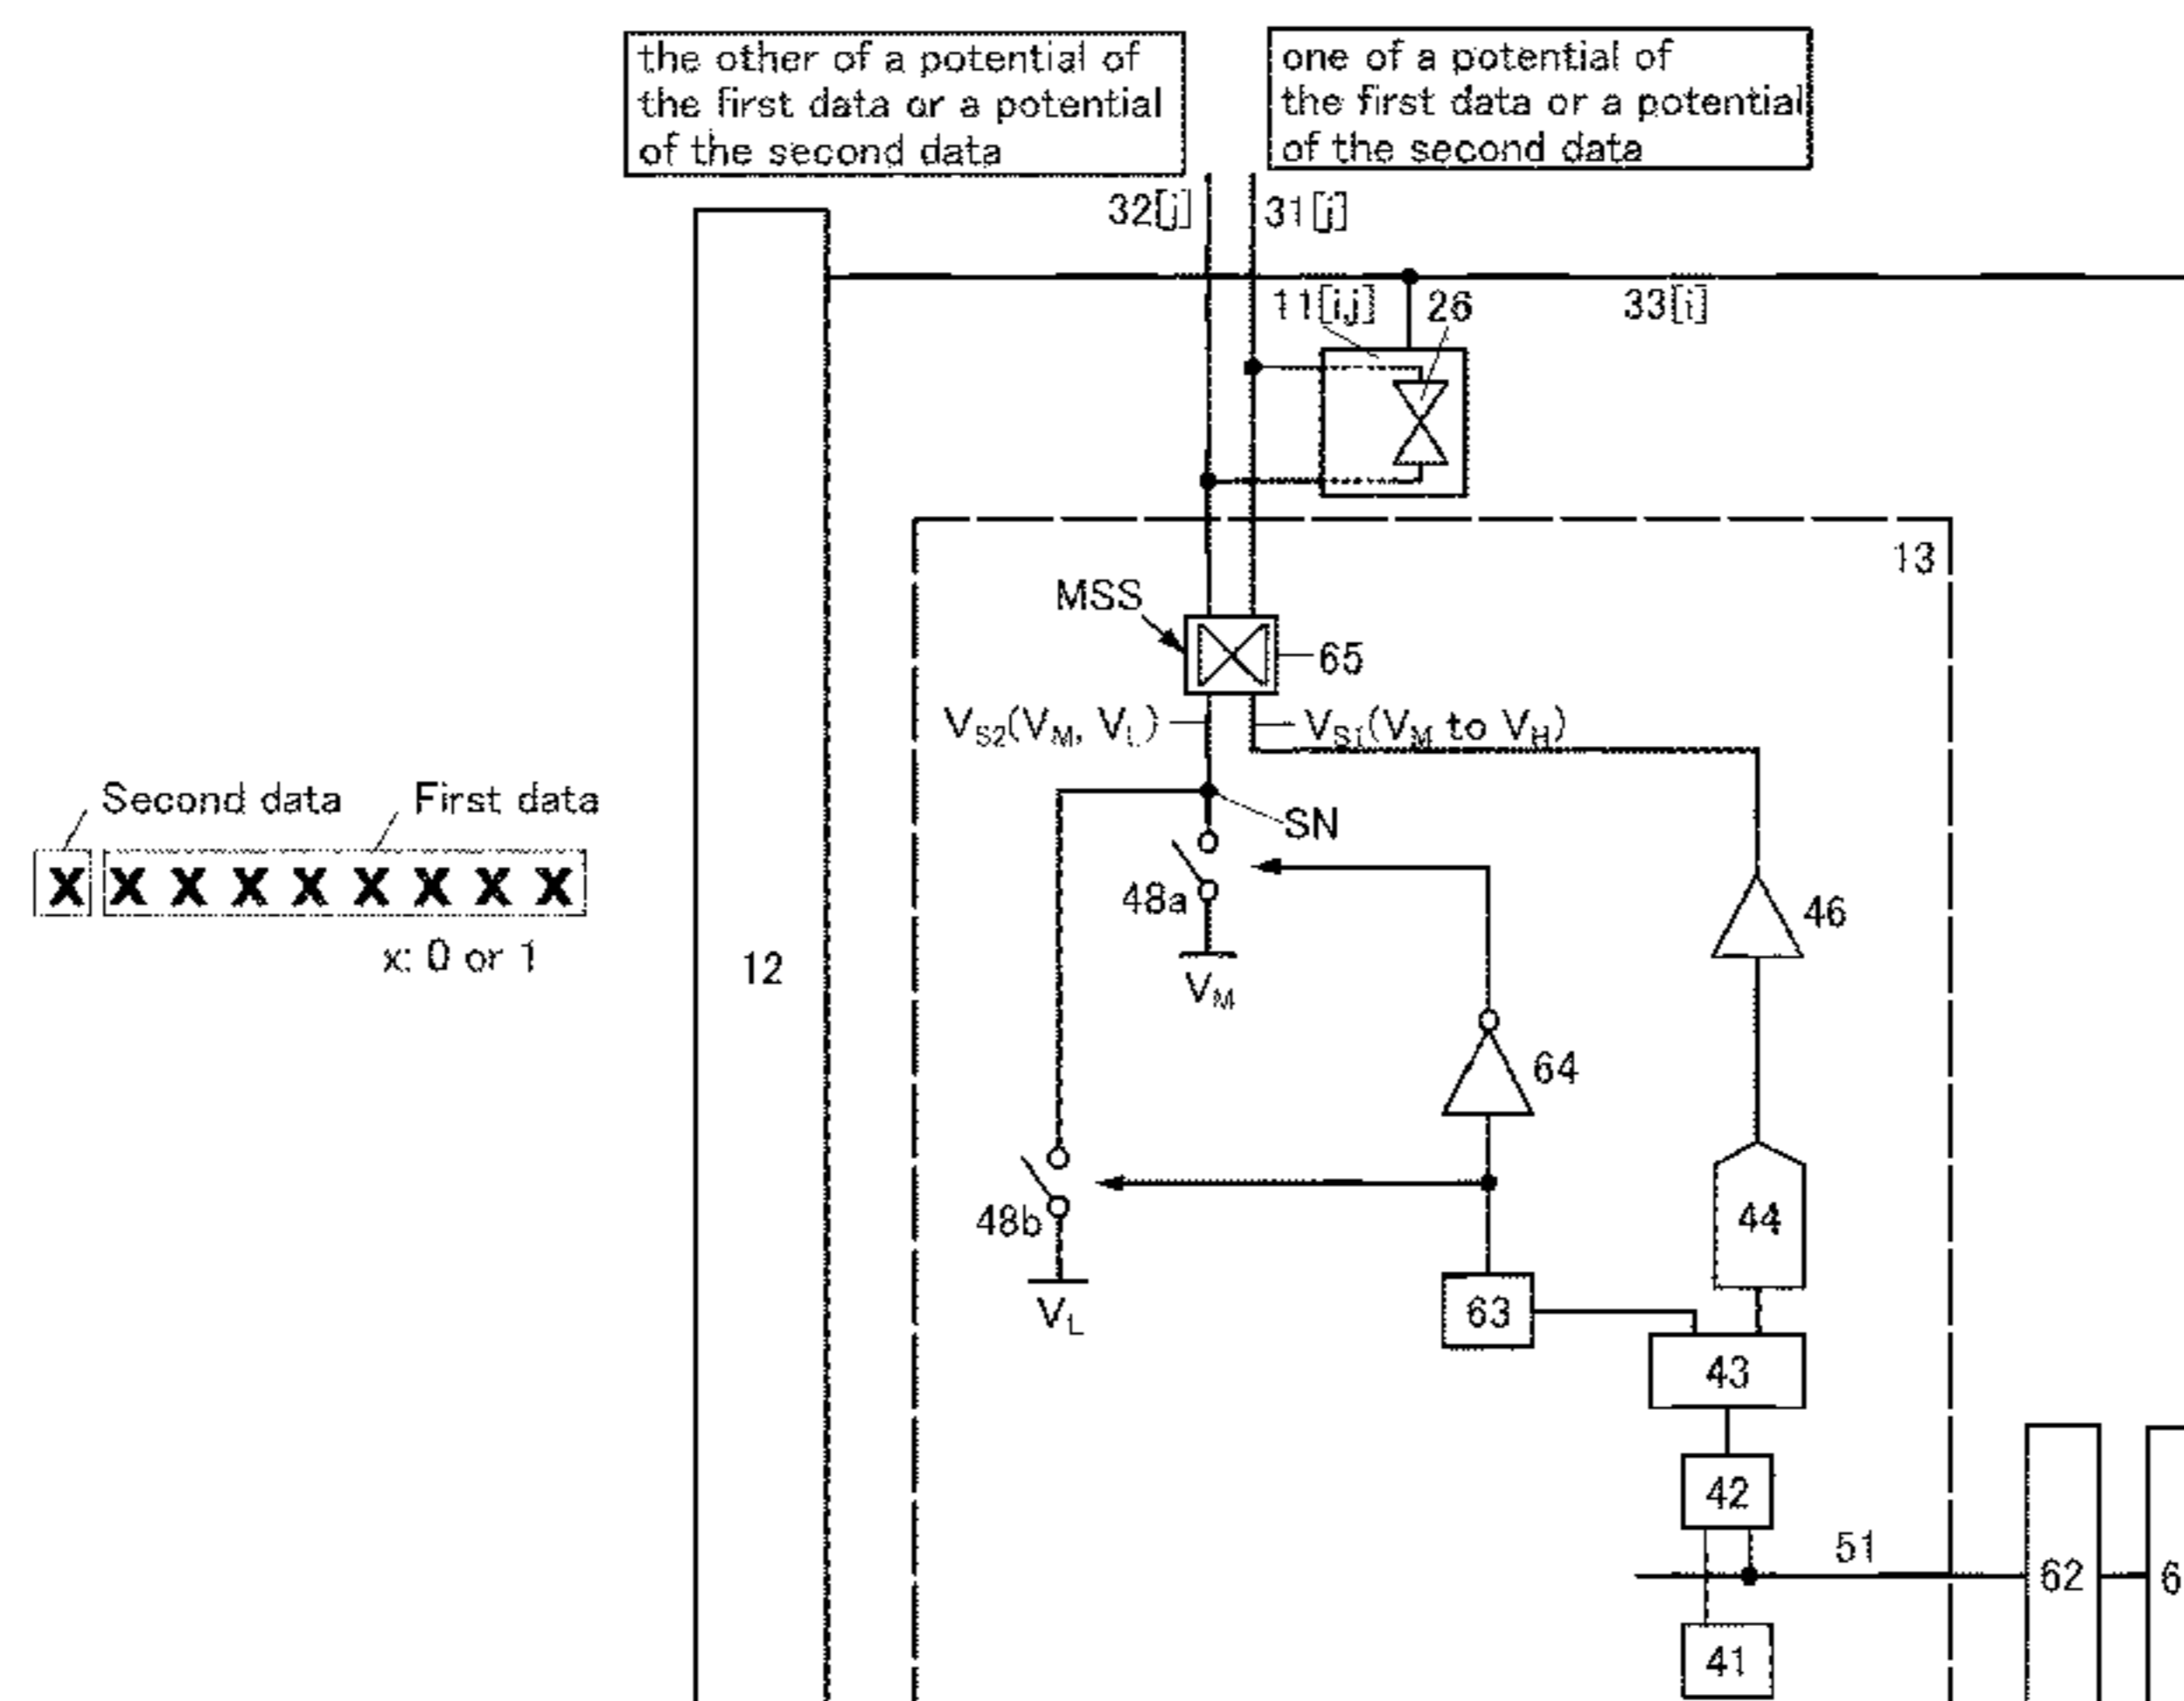 the other of a potential of
the first data or a potential
of the second data
one of a potential of
the first data or a potential
of the second data
32[j]
31[j]
11[ij]
26
33[i]
13
MSS
65
VS2(VM, VL)
VS1(VM to VH)
Second data
First data
SN
x x x x x x x x x
48a
46
x: 0 or 1
12
VM
64
48b
44
VL
63
43
42
51
62
6
41